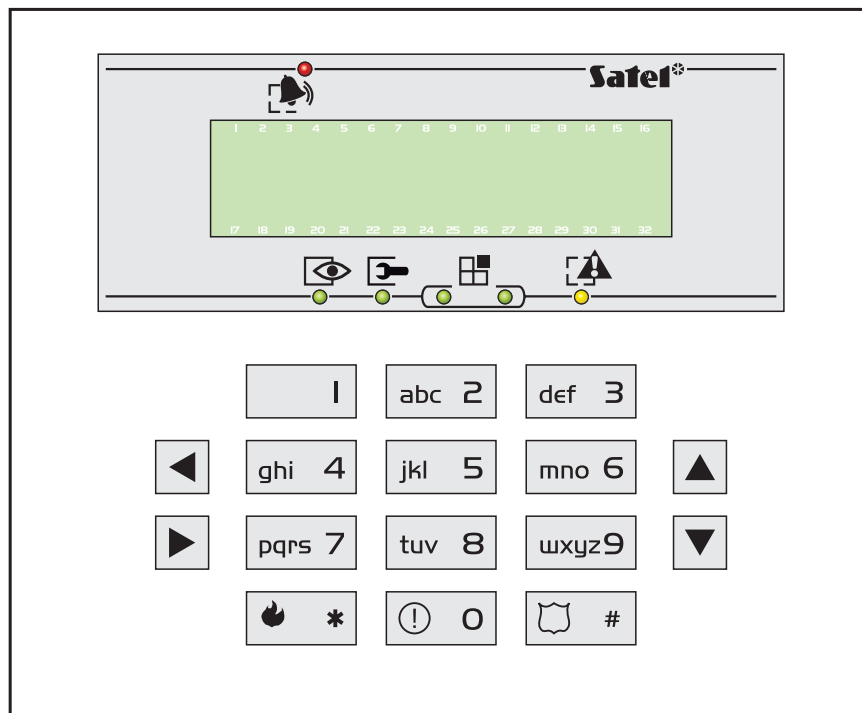 Satel
1 2 3 4 5 6 7 8 9 10 11 12 13 14 15 16
17 18 19 20 21 22 23 24 25 26 27 28 29 30 31 32
1 abc 2 def 3
ghi 4 jkl 5 mno 6
pqrs 7 tuv 8 wxyz 9
* ! 0 #